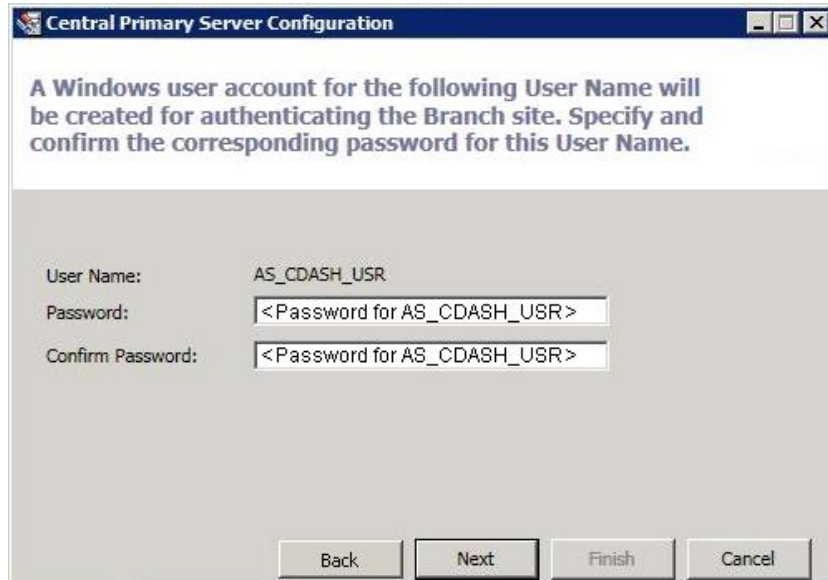 Central Primary Server Configuration
A Windows user account for the following User Name will
be created for authenticating the Branch site. Specify and
confirm the corresponding password for this User Name.
User Name: AS_CDASH_USR
Password: <Password for AS_CDASH_USR>
Confirm Password: <Password for AS_CDASH_USR>
Back Next Finish Cancel